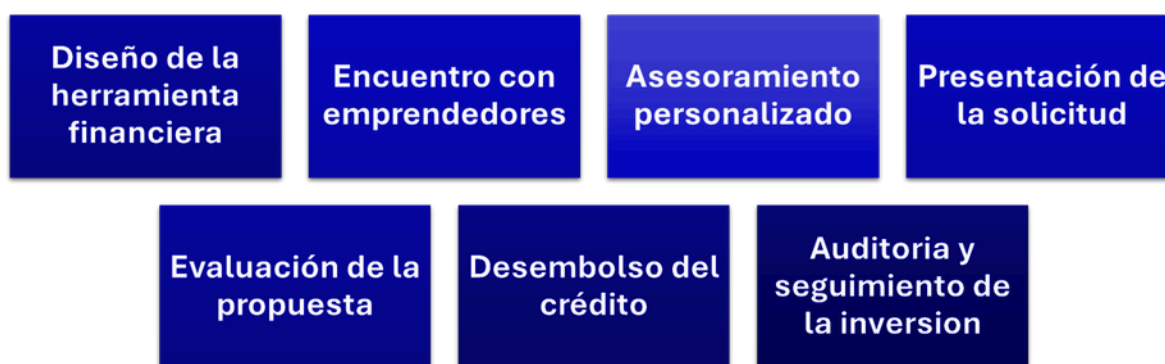 Diseño de la
herramienta
financiera
Encuentro con
emprendedores
Asesoramiento
personalizado
Presentación de
la solicitud
Evaluación de la
propuesta
Desembolso del
crédito
Auditoria y
seguimiento de
la inversion